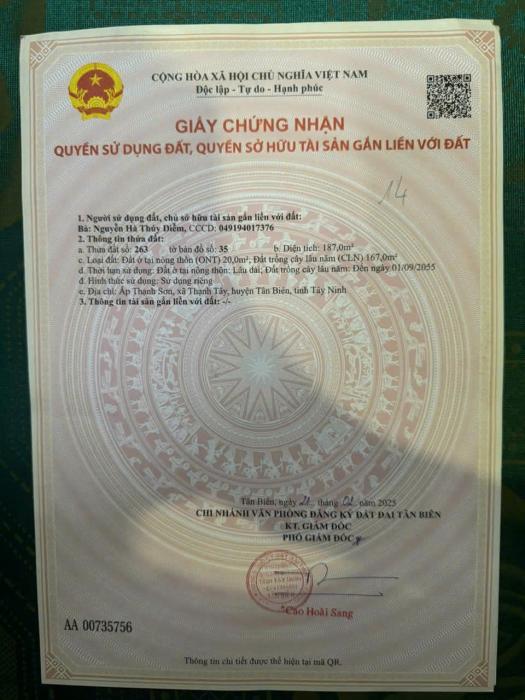 CỘNG HÒA XÃ HỘI CHỦ NGHĨA VIỆT NAM
Độc lập - Tự do - Hạnh phúc
GIẤY CHỨNG NHẬN
QUYỀN SỬ DỤNG ĐẤT, QUYỀN SỞ HỮU TÀI SẢN GẮN LIỀN VỚI ĐẤT
14
1. Người sử dụng đất, chủ sở hữu tài sản gắn liền với đất:
Bà: Nguyễn Hà Thúy Diễm, CCCD: 049194017376
2. Thông tin thửa đất:
a. Thửa đất số: 263 tờ bản đồ số: 35 b. Diện tích: 187,0m²
c. Loại đất: Đất ở tại nông thôn (ONT) 20,0m²; Đất trồng cây lâu năm (CLN) 167,0m²
d. Thời hạn sử dụng: Đất ở tại nông thôn: Lâu dài; Đất trồng cây lâu năm: Đến ngày 01/09/2055
đ. Hình thức sử dụng: Sử dụng riêng
e. Địa chỉ: Ấp Thạnh Sơn, xã Thạnh Tây, huyện Tân Biên, tỉnh Tây Ninh
3. Thông tin tài sản gắn liền với đất: -/-
Tân Biên, ngày 21 tháng 02 năm 2025
CHI NHÁNH VĂN PHÒNG ĐĂNG KÝ ĐẤT ĐAI TÂN BIÊN
KT. GIÁM ĐỐC
PHÓ GIÁM ĐỐC
Cao Hoài Sang
AA 00735756
Thông tin chi tiết được thể hiện tại mã QR.